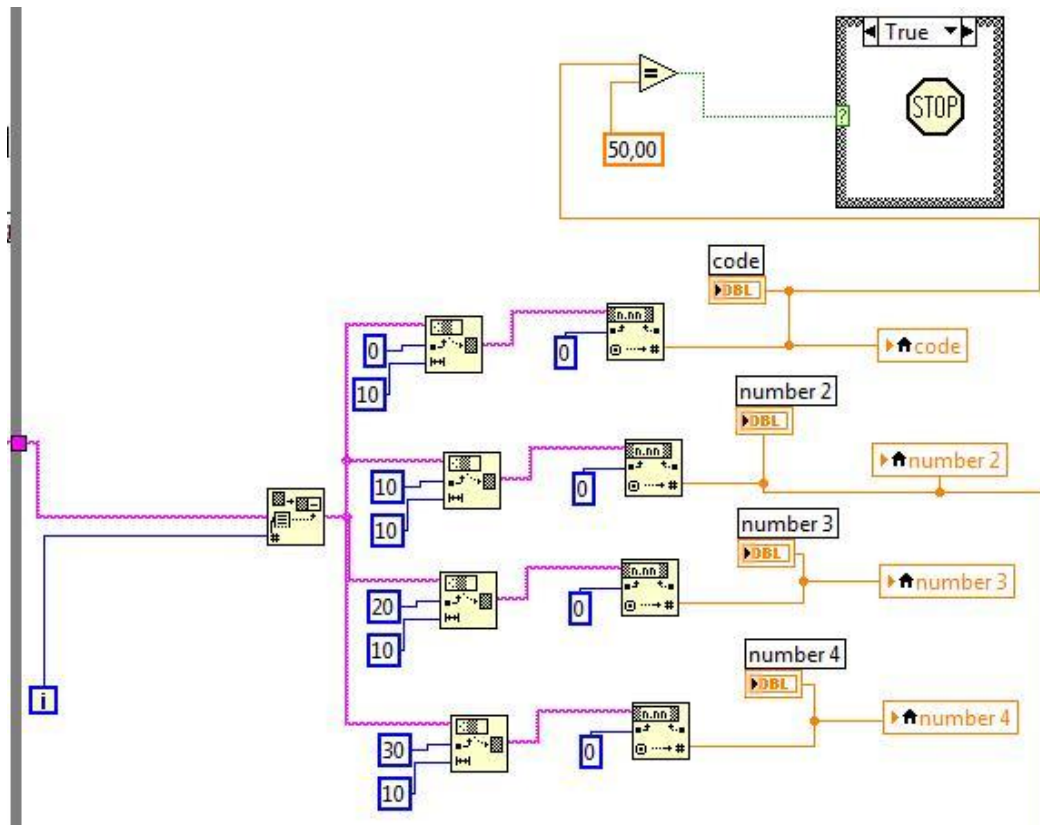 True
STOP
=
?
50,00
code
DBL
n.nn
0
0
10
#
code
number 2
DBL
number 2
n.nn
10
0
10
#
#
number 3
DBL
number 3
n.nn
20
0
10
#
i
number 4
DBL
number 4
n.nn
30
0
10
#